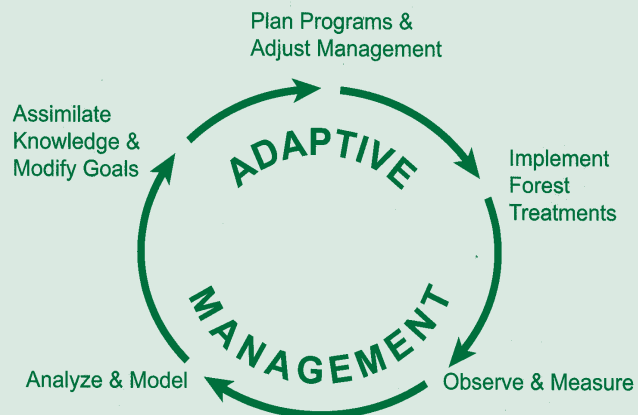 Plan Programs &
Adjust Management
Assimilate
Knowledge &
Modify Goals
ADAPTIVE
Implement
Forest
Treatments
MANAGEMENT
Analyze & Model
Observe & Measure